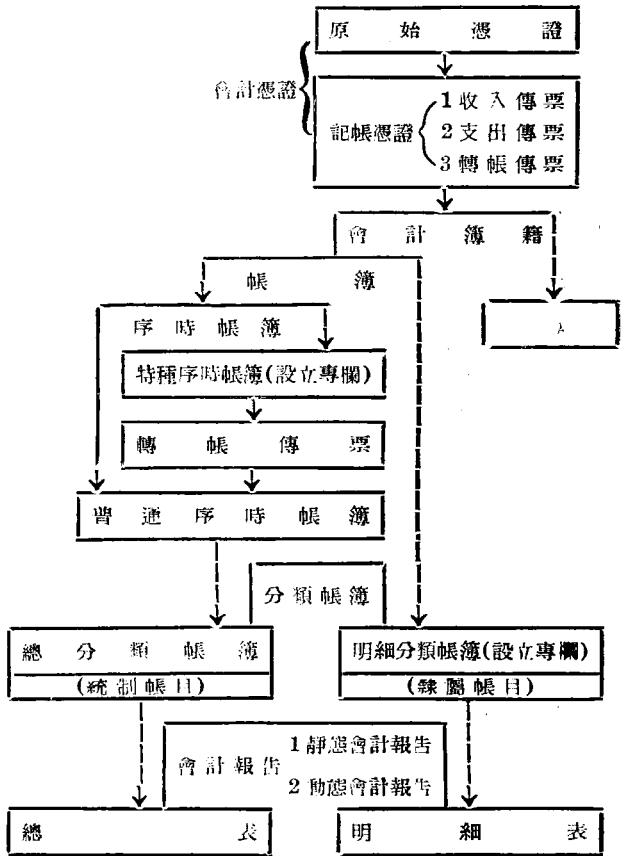 原始憑證
會計憑證
記帳憑證
1 收入傳票
2 支出傳票
3 轉帳傳票
會計簿籍
帳簿
序時帳簿
特種序時帳簿(設立專欄)
轉帳傳票
普通序時帳簿
分類帳簿
總分類帳簿
(統制帳目)
明細分類帳簿(設立專欄)
(隸屬帳目)
會計報告
1 靜態會計報告
2 動態會計報告
總表
明細表